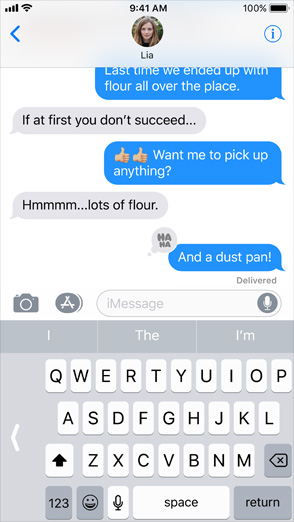 9:41 AM
100%
Lia
Last time we ended up with
flour all over the place.
If at first you don’t succeed...
👍🏼👍🏼 Want me to pick up
anything?
Hmmmm...lots of flour.
HA
HA
And a dust pan!
Delivered
iMessage
I The I’m
Q W E R T Y U I O P
A S D F G H J K L
Z X C V B N M
123 space return